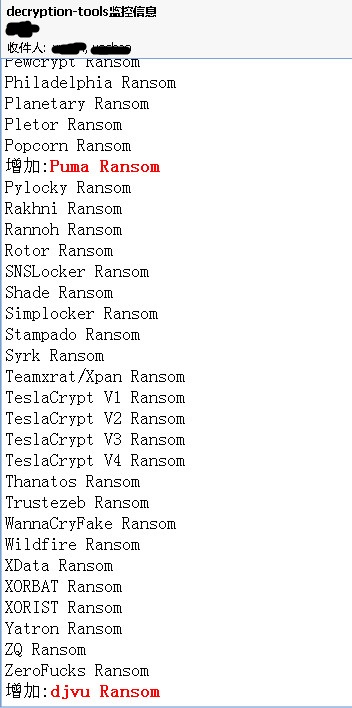 decryption-tools监控信息
收件人:
Pewcrypt Ransom
Philadelphia Ransom
Planetary Ransom
Pletor Ransom
Popcorn Ransom
增加:Puma Ransom
Pylocky Ransom
Rakhni Ransom
Rannoh Ransom
Rotor Ransom
SNSLocker Ransom
Shade Ransom
Simplocker Ransom
Stampado Ransom
Syrk Ransom
Teamxrat/Xpan Ransom
TeslaCrypt V1 Ransom
TeslaCrypt V2 Ransom
TeslaCrypt V3 Ransom
TeslaCrypt V4 Ransom
Thanatos Ransom
Trustezeb Ransom
WannaCryFake Ransom
Wildfire Ransom
XData Ransom
XORBAT Ransom
XORIST Ransom
Yatron Ransom
ZQ Ransom
ZeroFucks Ransom
增加:djvu Ransom